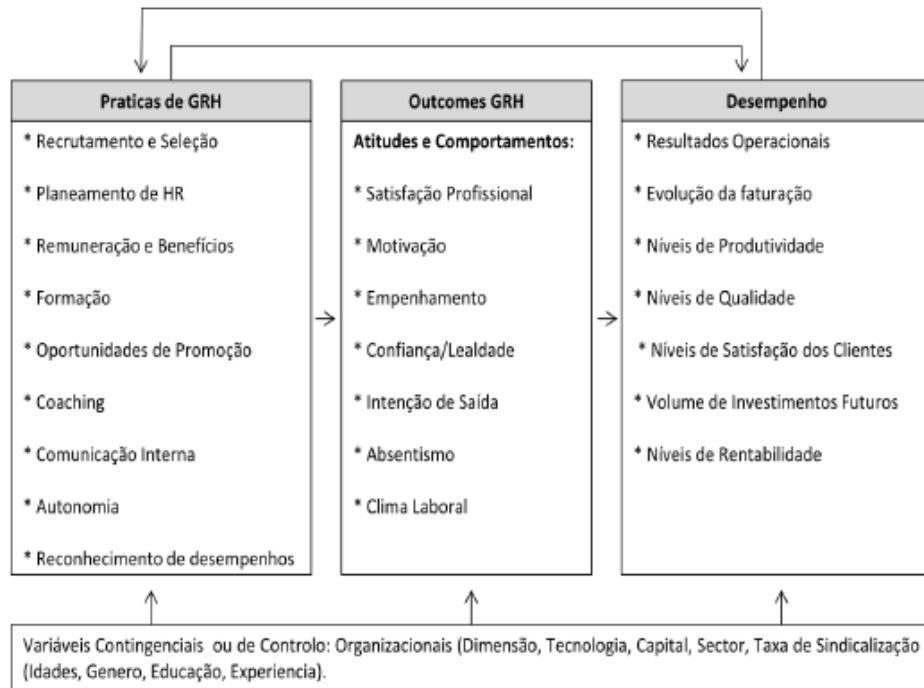 Praticas de GRH
* Recrutamento e Seleção
* Planeamento de HR
* Remuneração e Benefícios
* Formação
* Oportunidades de Promoção
* Coaching
* Comunicação Interna
* Autonomia
* Reconhecimento de desempenhos
Outcomes GRH
Atitudes e Comportamentos:
* Satisfação Profissional
* Motivação
* Empenhamento
* Confiança/Lealdade
* Intenção de Saída
* Absentismo
* Clima Laboral
Desempenho
* Resultados Operacionais
* Evolução da faturação
* Níveis de Produtividade
* Níveis de Qualidade
* Níveis de Satisfação dos Clientes
* Volume de Investimentos Futuros
* Níveis de Rentabilidade
Variáveis Contingenciais ou de Controlo: Organizacionais (Dimensão, Tecnologia, Capital, Sector, Taxa de Sindicalização
(Idades, Genero, Educação, Experiencia).